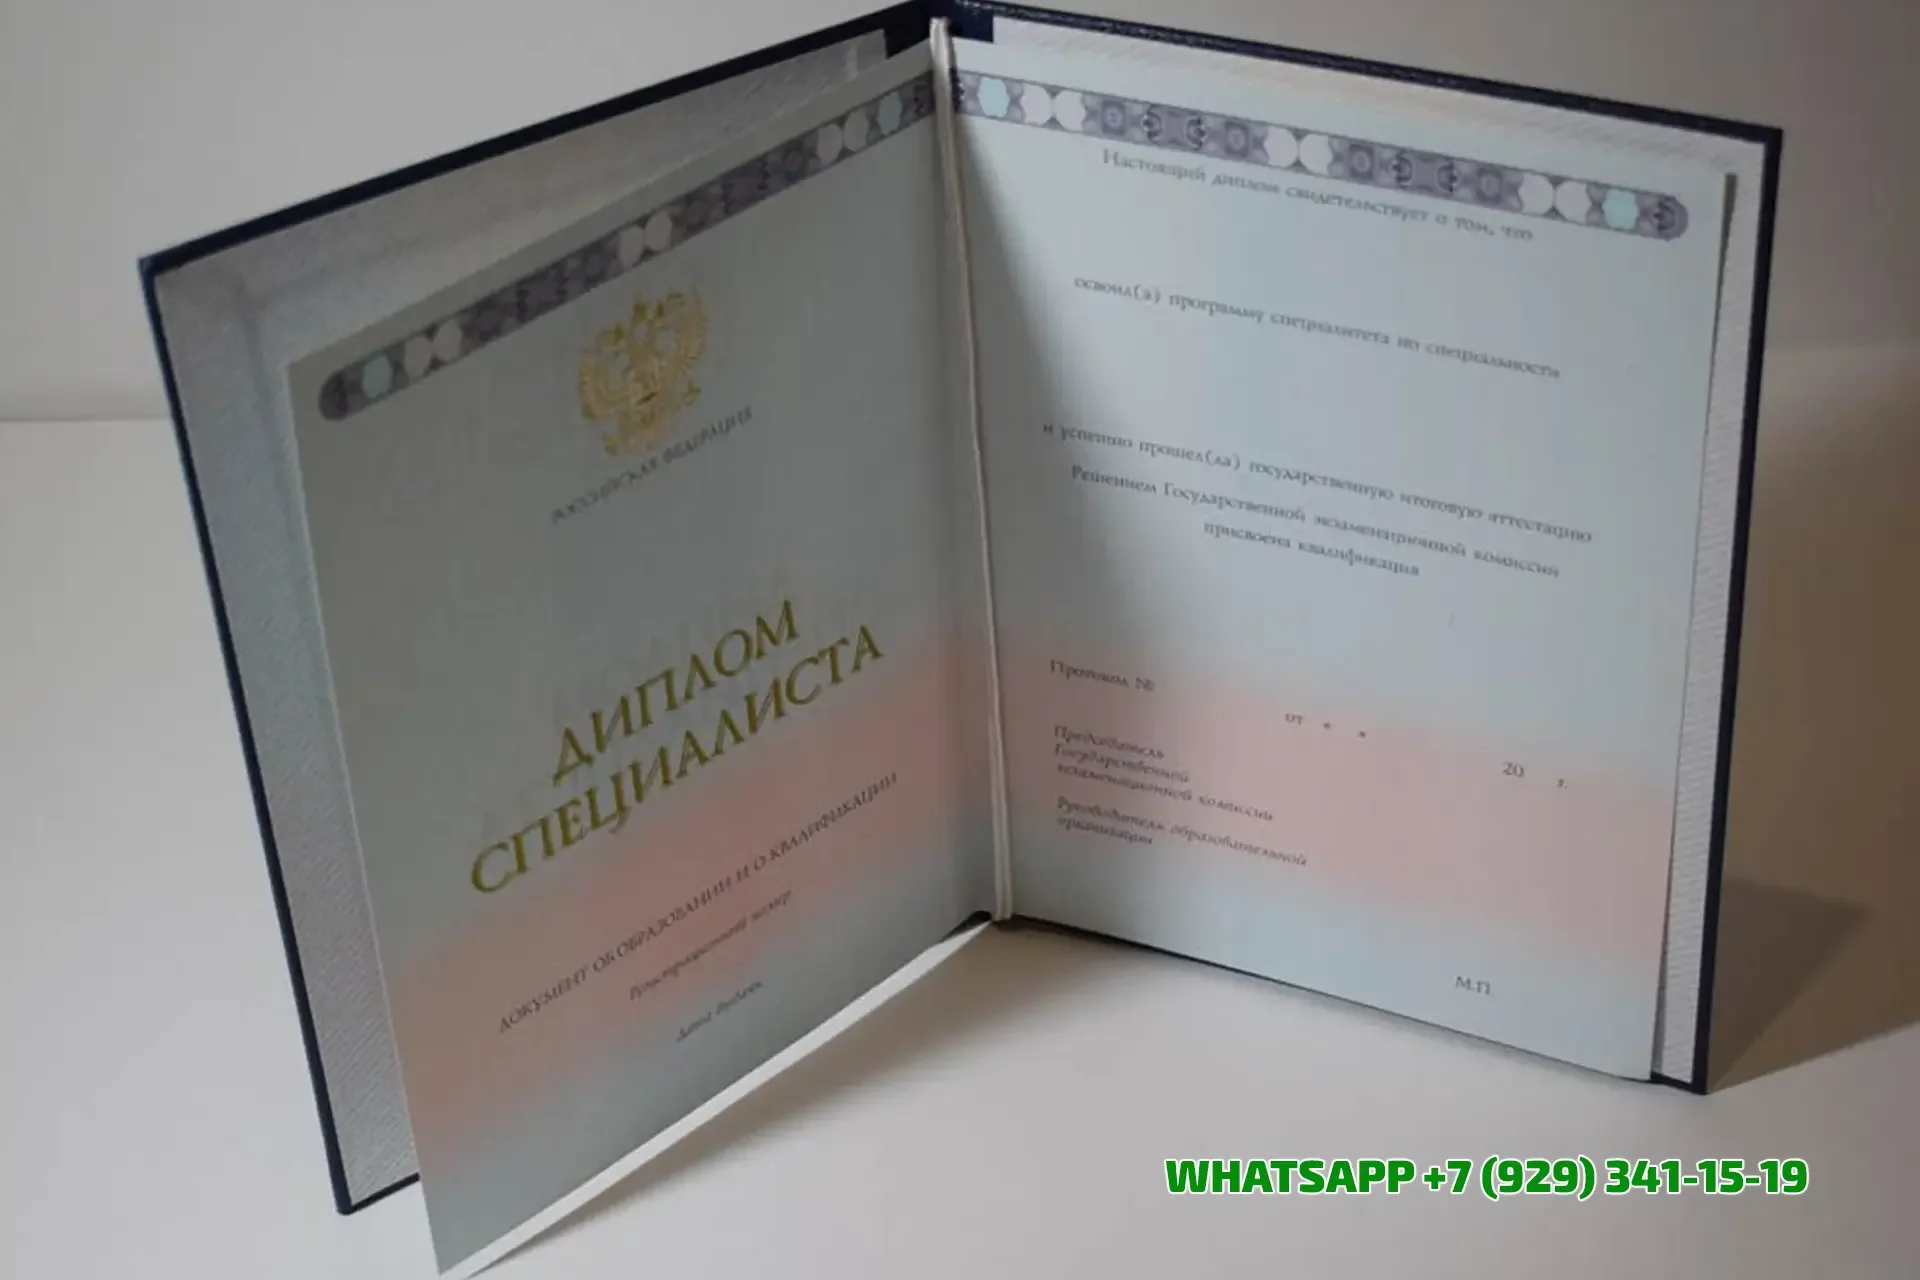 РОССИЙСКАЯ ФЕДЕРАЦИЯ
ДИПЛОМ
СПЕЦИАЛИСТА
ДОКУМЕНТ ОБ ОБРАЗОВАНИИ И О КВАЛИФИКАЦИИ
Регистрационный номер
Дата выдачи
Настоящий диплом свидетельствует о том, что
освоил(а) программу специалитета по специальности
и успешно прошел(ла) государственную итоговую аттестацию
Решением Государственной экзаменационной комиссии
присвоена квалификация
Протокол №
от « »
20 г.
Председатель
Государственной
экзаменационной комиссии
Руководитель образовательной
организации
М.П.
WHATSAPP +7 (929) 341-15-19